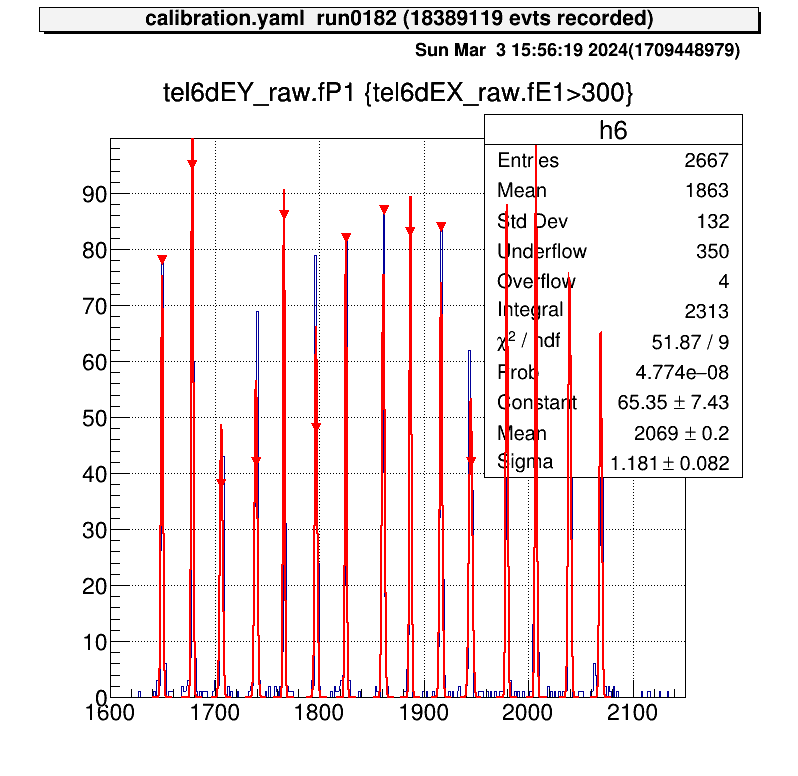 calibration.yaml  run0182 (18389119 evts recorded)
Sun Mar  3 15:56:19 2024(1709448979)
tel6dEY_raw.fP1 {tel6dEX_raw.fE1>300}
h6
Entries 2667
Mean 1863
Std Dev 132
Underflow 350
Overflow 4
Integral 2313
χ² / ndf 51.87 / 9
Prob 4.774e−08
Constant 65.35 ± 7.43
Mean 2069 ± 0.2
Sigma 1.181 ± 0.082
90
80
70
60
50
40
30
20
10
0
1600 1700 1800 1900 2000 2100